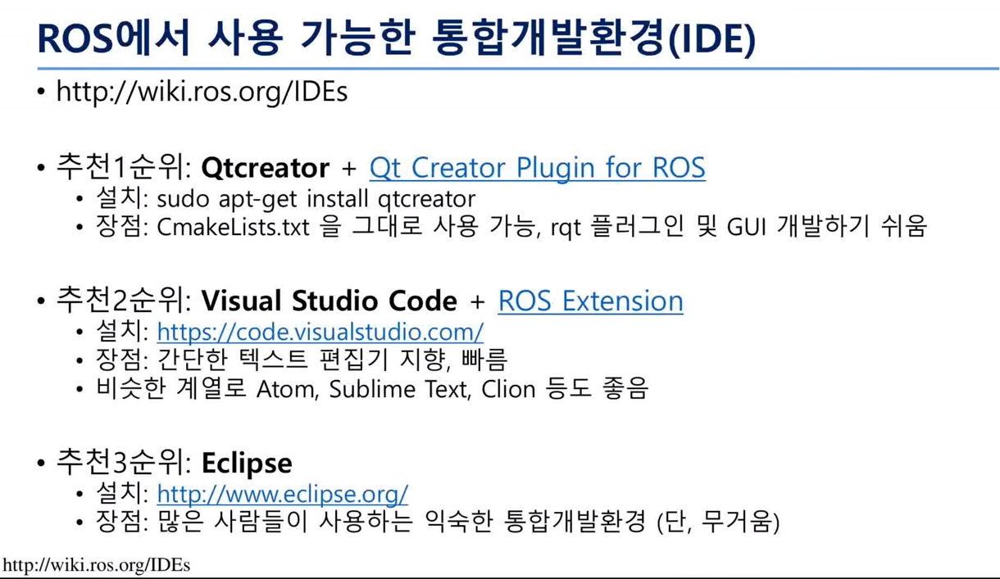 ROS에서 사용 가능한 통합개발환경(IDE)
• http://wiki.ros.org/IDEs
• 추천1순위: Qtcreator + Qt Creator Plugin for ROS
• 설치: sudo apt-get install qtcreator
• 장점: CmakeLists.txt 을 그대로 사용 가능, rqt 플러그인 및 GUI 개발하기 쉬움
• 추천2순위: Visual Studio Code + ROS Extension
• 설치: https://code.visualstudio.com/
• 장점: 간단한 텍스트 편집기 지향, 빠름
• 비슷한 계열로 Atom, Sublime Text, Clion 등도 좋음
• 추천3순위: Eclipse
• 설치: http://www.eclipse.org/
• 장점: 많은 사람들이 사용하는 익숙한 통합개발환경 (단, 무거움)
http://wiki.ros.org/IDEs